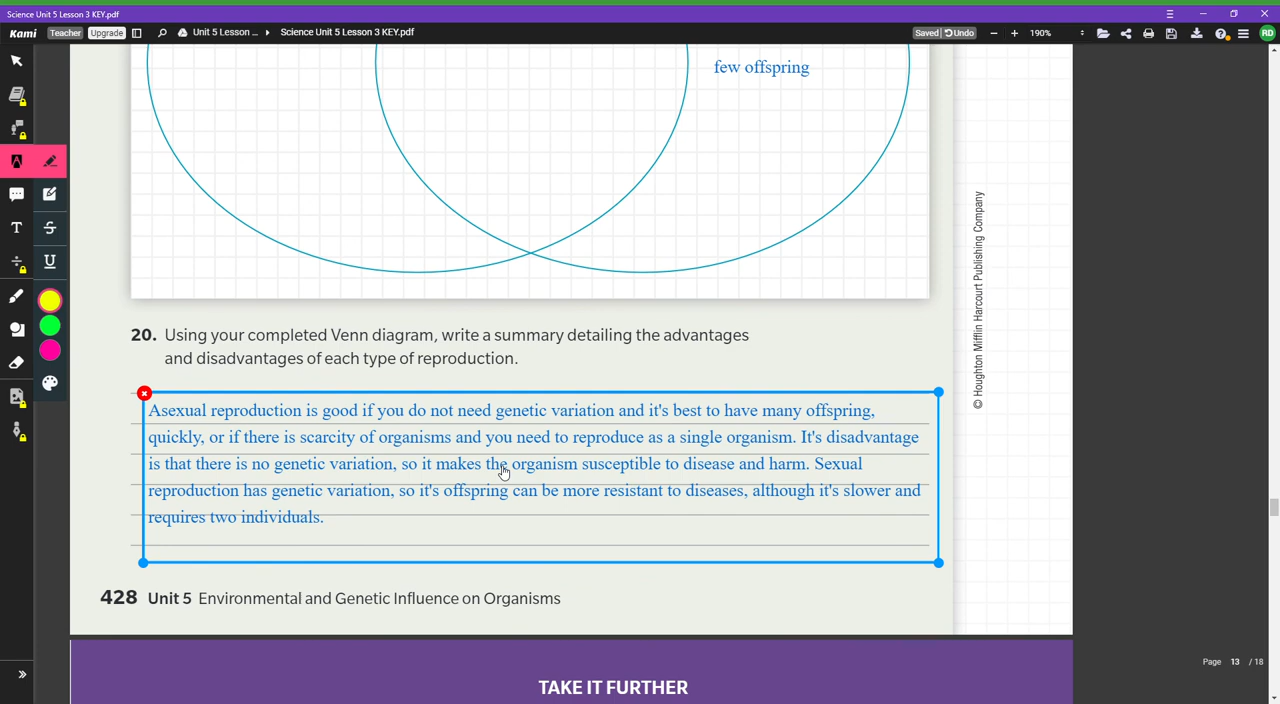 Science Unit 5 Lesson 3 KEY.pdf
Kami Teacher Upgrade Unit 5 Lesson ... Science Unit 5 Lesson 3 KEY.pdf Saved Undo 190% RD
few offspring
© Houghton Mifflin Harcourt Publishing Company
20. Using your completed Venn diagram, write a summary detailing the advantages
and disadvantages of each type of reproduction.
Asexual reproduction is good if you do not need genetic variation and it's best to have many offspring,
quickly, or if there is scarcity of organisms and you need to reproduce as a single organism. It's disadvantage
is that there is no genetic variation, so it makes the organism susceptible to disease and harm. Sexual
reproduction has genetic variation, so it's offspring can be more resistant to diseases, although it's slower and
requires two individuals.
428 Unit 5 Environmental and Genetic Influence on Organisms
Page 13 / 18
TAKE IT FURTHER